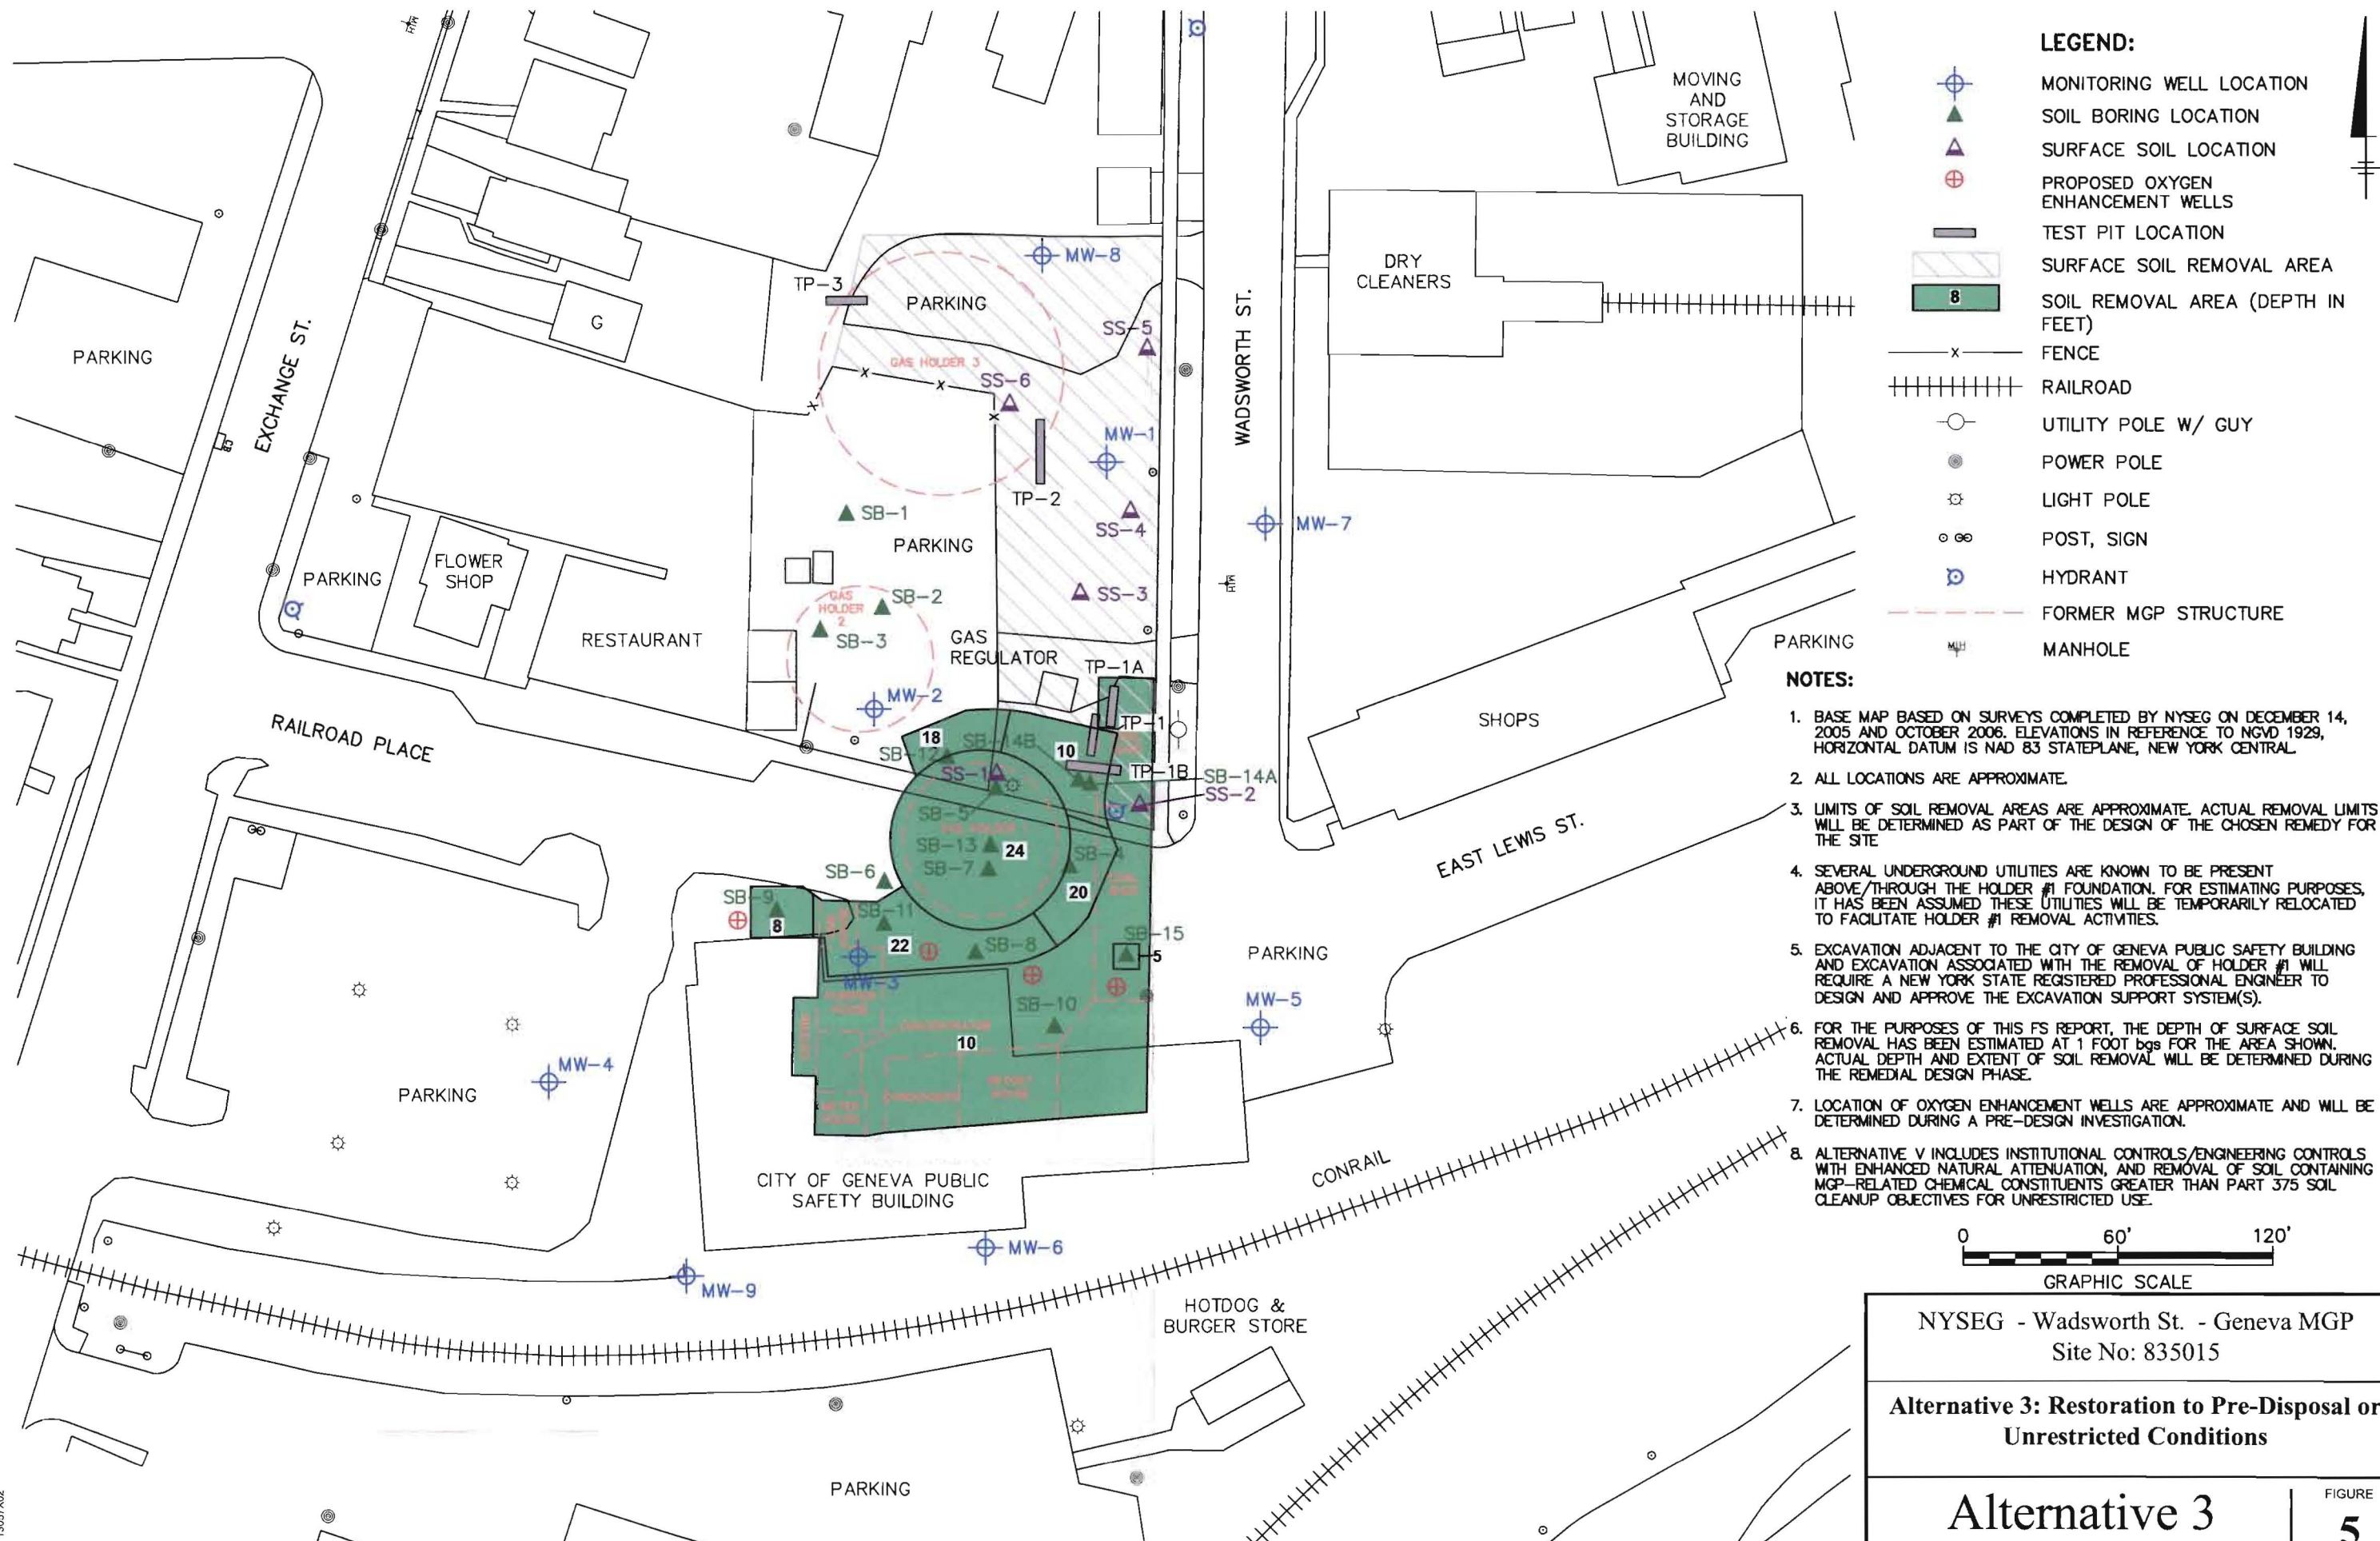 LEGEND:
MONITORING WELL LOCATION
SOIL BORING LOCATION
SURFACE SOIL LOCATION
PROPOSED OXYGEN
ENHANCEMENT WELLS
TEST PIT LOCATION
SURFACE SOIL REMOVAL AREA
8
SOIL REMOVAL AREA (DEPTH IN
FEET)
x
FENCE
RAILROAD
UTILITY POLE W/ GUY
POWER POLE
LIGHT POLE
POST, SIGN
HYDRANT
FORMER MGP STRUCTURE
MANHOLE
NOTES:
1. BASE MAP BASED ON SURVEYS COMPLETED BY NYSEG ON DECEMBER 14,
2005 AND OCTOBER 2006. ELEVATIONS IN REFERENCE TO NGVD 1929,
HORIZONTAL DATUM IS NAD 83 STATEPLANE, NEW YORK CENTRAL.
2. ALL LOCATIONS ARE APPROXIMATE.
3. LIMITS OF SOIL REMOVAL AREAS ARE APPROXIMATE. ACTUAL REMOVAL LIMITS
WILL BE DETERMINED AS PART OF THE DESIGN OF THE CHOSEN REMEDY FOR
THE SITE
4. SEVERAL UNDERGROUND UTILITIES ARE KNOWN TO BE PRESENT
ABOVE/THROUGH THE HOLDER #1 FOUNDATION. FOR ESTIMATING PURPOSES,
IT HAS BEEN ASSUMED THESE UTILITIES WILL BE TEMPORARILY RELOCATED
TO FACILITATE HOLDER #1 REMOVAL ACTIVITIES.
5. EXCAVATION ADJACENT TO THE CITY OF GENEVA PUBLIC SAFETY BUILDING
AND EXCAVATION ASSOCIATED WITH THE REMOVAL OF HOLDER #1 WILL
REQUIRE A NEW YORK STATE REGISTERED PROFESSIONAL ENGINEER TO
DESIGN AND APPROVE THE EXCAVATION SUPPORT SYSTEM(S).
6. FOR THE PURPOSES OF THIS FS REPORT, THE DEPTH OF SURFACE SOIL
REMOVAL HAS BEEN ESTIMATED AT 1 FOOT bgs FOR THE AREA SHOWN.
ACTUAL DEPTH AND EXTENT OF SOIL REMOVAL WILL BE DETERMINED DURING
THE REMEDIAL DESIGN PHASE.
7. LOCATION OF OXYGEN ENHANCEMENT WELLS ARE APPROXIMATE AND WILL BE
DETERMINED DURING A PRE-DESIGN INVESTIGATION.
8. ALTERNATIVE V INCLUDES INSTITUTIONAL CONTROLS/ENGINEERING CONTROLS
WITH ENHANCED NATURAL ATTENUATION, AND REMOVAL OF SOIL CONTAINING
MGP-RELATED CHEMICAL CONSTITUENTS GREATER THAN PART 375 SOIL
CLEANUP OBJECTIVES FOR UNRESTRICTED USE.
0 60' 120'
GRAPHIC SCALE
NYSEG - Wadsworth St. - Geneva MGP
Site No: 835015
Alternative 3: Restoration to Pre-Disposal or
Unrestricted Conditions
Alternative 3
FIGURE
5
MOVING
AND
STORAGE
BUILDING
DRY
CLEANERS
WADSWORTH ST.
EXCHANGE ST.
PARKING
G
TP-3
PARKING
MW-8
SS-5
GAS HOLDER 3
SS-6
x
x
x
x
MW-1
TP-2
SS-4
MW-7
SB-1
PARKING
PARKING
FLOWER
SHOP
RESTAURANT
GAS
HOLDER
2
SB-2
SB-3
SS-3
GAS
REGULATOR
MW-2
TP-1A
TP-1
TP-1B
RAILROAD PLACE
SHOPS
PARKING
18
SB-12
SB-14B
10
SS-1
SB-14A
SS-2
SB-5
SB-13
24
SB-7
SB-4
20
SB-6
SB-9
8
SB-11
22
SB-8
SB-15
5
MW-3
SB-10
10
EAST LEWIS ST.
PARKING
MW-5
MW-4
PARKING
CITY OF GENEVA PUBLIC
SAFETY BUILDING
MW-6
MW-9
CONRAIL
HOTDOG &
BURGER STORE
PARKING